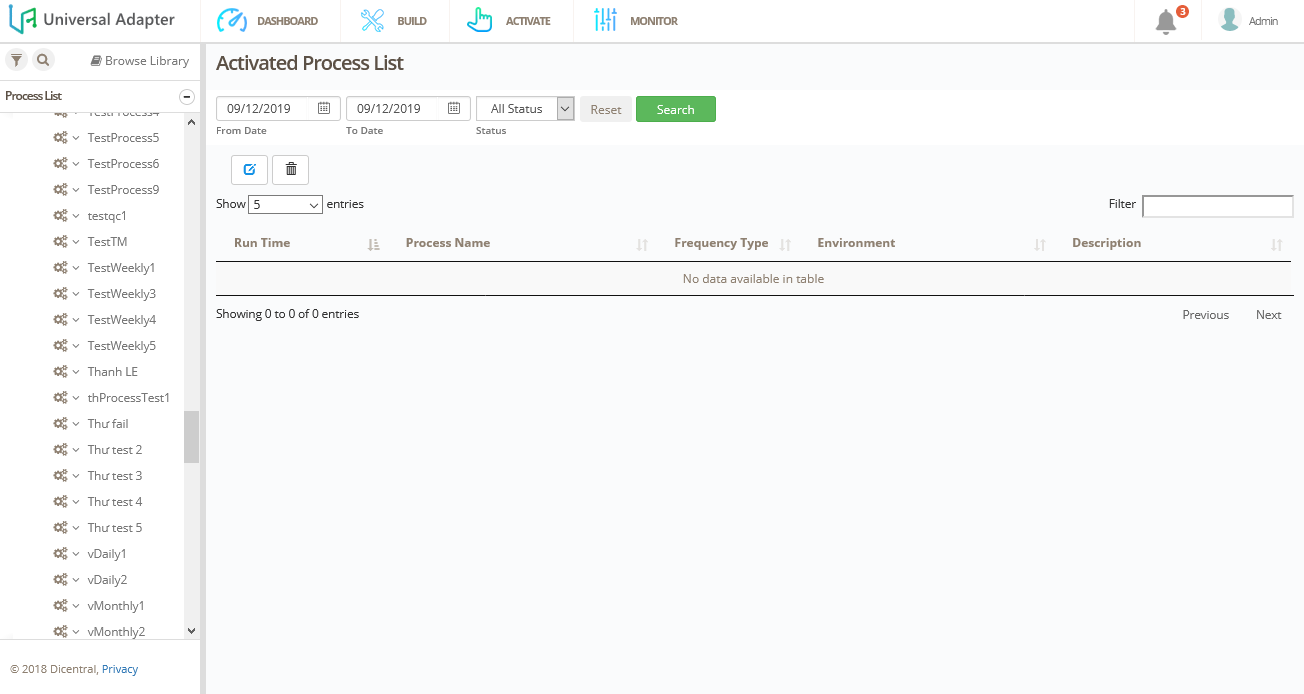 Universal Adapter
DASHBOARD
BUILD
ACTIVATE
MONITOR
3
Admin
Browse Library
Process List
TestProcess4
TestProcess5
TestProcess6
TestProcess9
testqc1
TestTM
TestWeekly1
TestWeekly3
TestWeekly4
TestWeekly5
Thanh LE
thProcessTest1
Thư fail
Thư test 2
Thư test 3
Thư test 4
Thư test 5
vDaily1
vDaily2
vMonthly1
vMonthly2
© 2018 Dicentral, Privacy
Activated Process List
09/12/2019 09/12/2019 All Status Reset Search
From Date To Date Status
Show 5 entries Filter
Run Time Process Name Frequency Type Environment Description
No data available in table
Showing 0 to 0 of 0 entries Previous Next